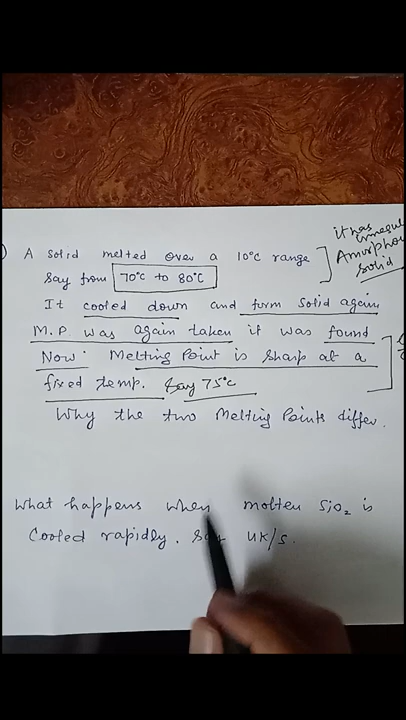 A solid melted over a 10°C range
say from 70°C to 80°C
it has
Amorphou
solid
It cooled down and form solid again
M.P. was again taken it was found
Now. Melting Point is sharp at a
fixed temp. Say 75°C
Why the two Melting Points differ.
What happens when molten SiO2 is
Cooled rapidly.